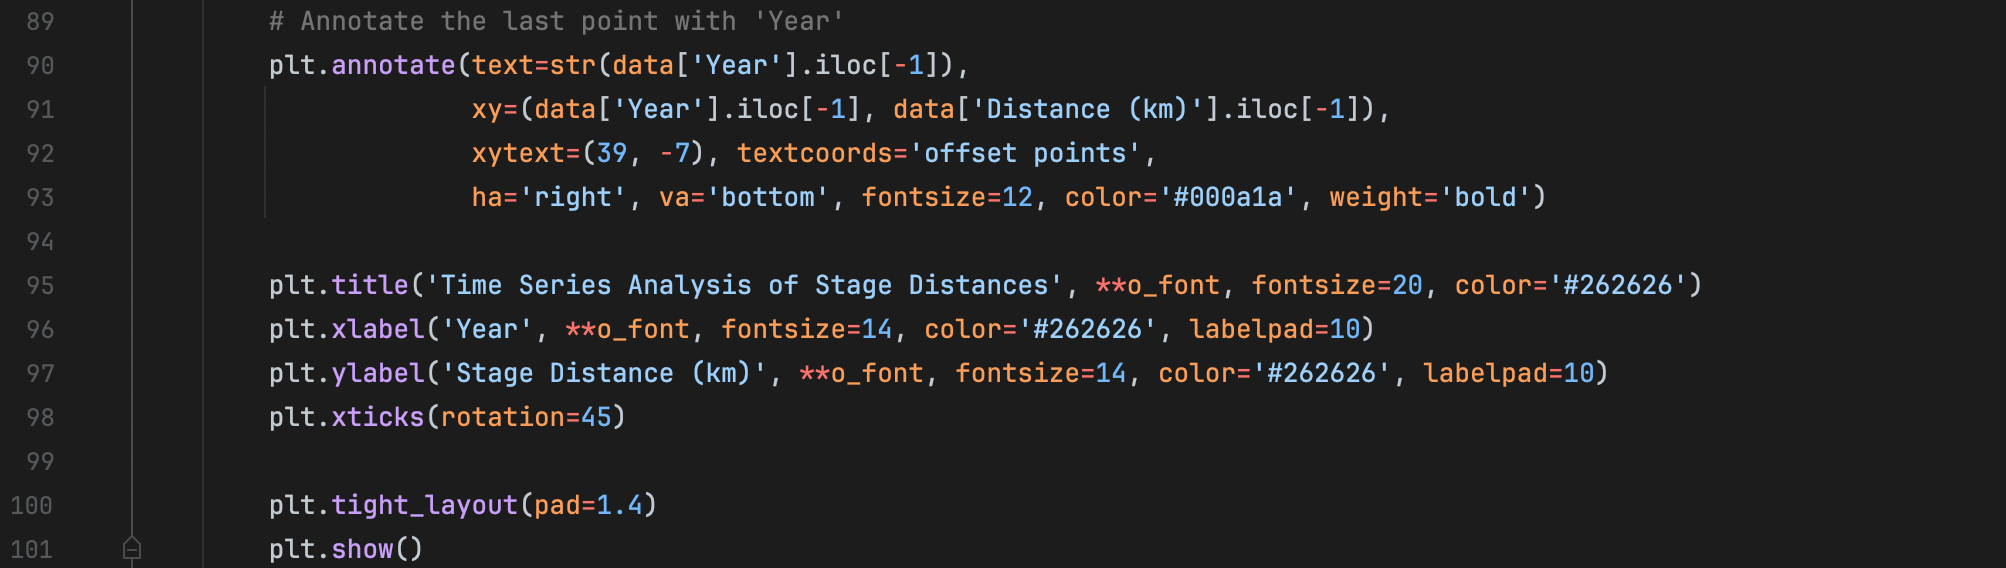 89 # Annotate the last point with 'Year'
90 plt.annotate(text=str(data['Year'].iloc[-1]),
91 xy=(data['Year'].iloc[-1], data['Distance (km)'].iloc[-1]),
92 xytext=(39, -7), textcoords='offset points',
93 ha='right', va='bottom', fontsize=12, color='#000a1a', weight='bold')
94
95 plt.title('Time Series Analysis of Stage Distances', **o_font, fontsize=20, color='#262626')
96 plt.xlabel('Year', **o_font, fontsize=14, color='#262626', labelpad=10)
97 plt.ylabel('Stage Distance (km)', **o_font, fontsize=14, color='#262626', labelpad=10)
98 plt.xticks(rotation=45)
99
100 plt.tight_layout(pad=1.4)
101 plt.show()